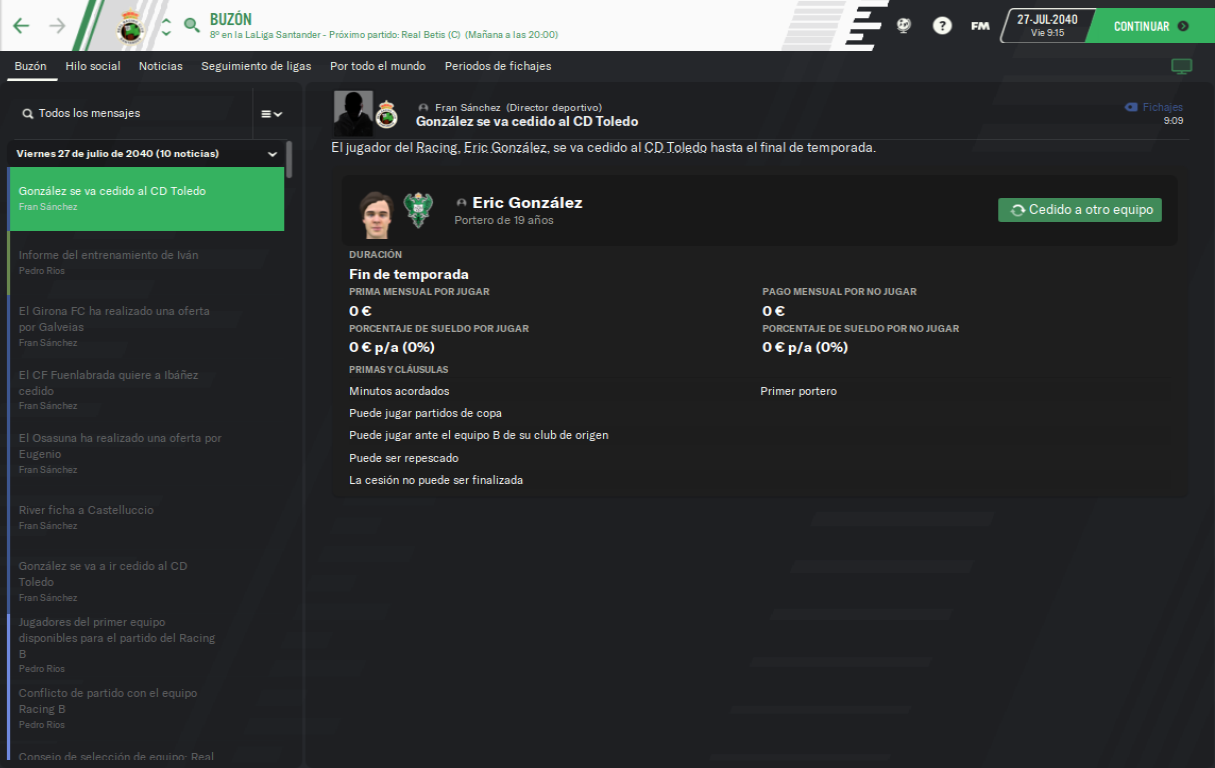 BUZÓN
8º en la LaLiga Santander - Próximo partido: Real Betis (C) (Mañana a las 20:00)
?
FM
27-JUL-2040
Vie 9:15
CONTINUAR
Buzón
Hilo social
Noticias
Seguimiento de ligas
Por todo el mundo
Periodos de fichajes
Todos los mensajes
Viernes 27 de julio de 2040 (10 noticias)
González se va cedido al CD Toledo
Fran Sánchez
Informe del entrenamiento de Iván
Pedro Rios
El Girona FC ha realizado una oferta
por Galveias
Fran Sánchez
El CF Fuenlabrada quiere a Ibáñez
cedido
Fran Sánchez
El Osasuna ha realizado una oferta por
Eugenio
Fran Sánchez
River ficha a Castelluccio
Fran Sánchez
González se va a ir cedido al CD
Toledo
Fran Sánchez
Jugadores del primer equipo
disponibles para el partido del Racing
B
Pedro Rios
Conflicto de partido con el equipo
Racing B
Pedro Rios
Consejo de selección de equipo: Real
Fran Sánchez (Director deportivo)
González se va cedido al CD Toledo
Fichajes
9:09
El jugador del Racing, Eric González, se va cedido al CD Toledo hasta el final de temporada.
Eric González
Portero de 19 años
Cedido a otro equipo
DURACIÓN
Fin de temporada
PRIMA MENSUAL POR JUGAR
PAGO MENSUAL POR NO JUGAR
0 €
0 €
PORCENTAJE DE SUELDO POR JUGAR
PORCENTAJE DE SUELDO POR NO JUGAR
0 € p/a (0%)
0 € p/a (0%)
PRIMAS Y CLÁUSULAS
Minutos acordados
Primer portero
Puede jugar partidos de copa
Puede jugar ante el equipo B de su club de origen
Puede ser repescado
La cesión no puede ser finalizada